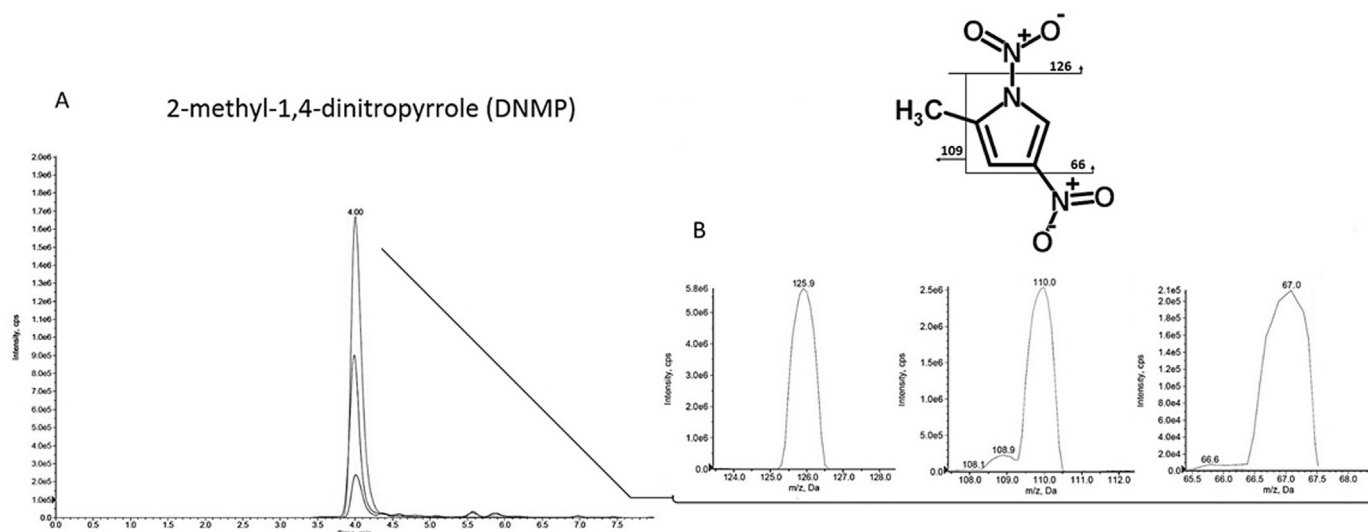 A
2-methyl-1,4-dinitropyrrole (DNMP)
O
N
+
O
-
126
N
H₃C
109
66
N
+
O
O
-
2.0e6
1.9e6
1.8e6
1.7e6
1.6e6
1.5e6
1.4e6
1.3e6
1.2e6
1.1e6
1.0e6
9.0e5
8.0e5
7.0e5
6.0e5
5.0e5
4.0e5
3.0e5
2.0e5
1.0e5
0.0
Intensity, cps
4.00
0.0 0.5 1.0 1.5 2.0 2.5 3.0 3.5 4.0 4.5 5.0 5.5 6.0 6.5 7.0 7.5
B
125.9
5.8e6
5.0e6
4.0e6
3.0e6
2.0e6
1.0e6
0.0
Intensity, cps
124.0 125.0 126.0 127.0 128.0
m/z, Da
110.0
2.5e6
2.0e6
1.5e6
1.0e6
5.0e5
0.0
Intensity, cps
108.1
108.9
108.0 109.0 110.0 111.0 112.0
m/z, Da
67.0
2.1e5
2.0e5
1.8e5
1.6e5
1.4e5
1.2e5
1.0e5
8.0e4
6.0e4
4.0e4
2.0e4
0.0
Intensity, cps
66.6
65.5 66.0 66.5 67.0 67.5 68.0
m/z, Da